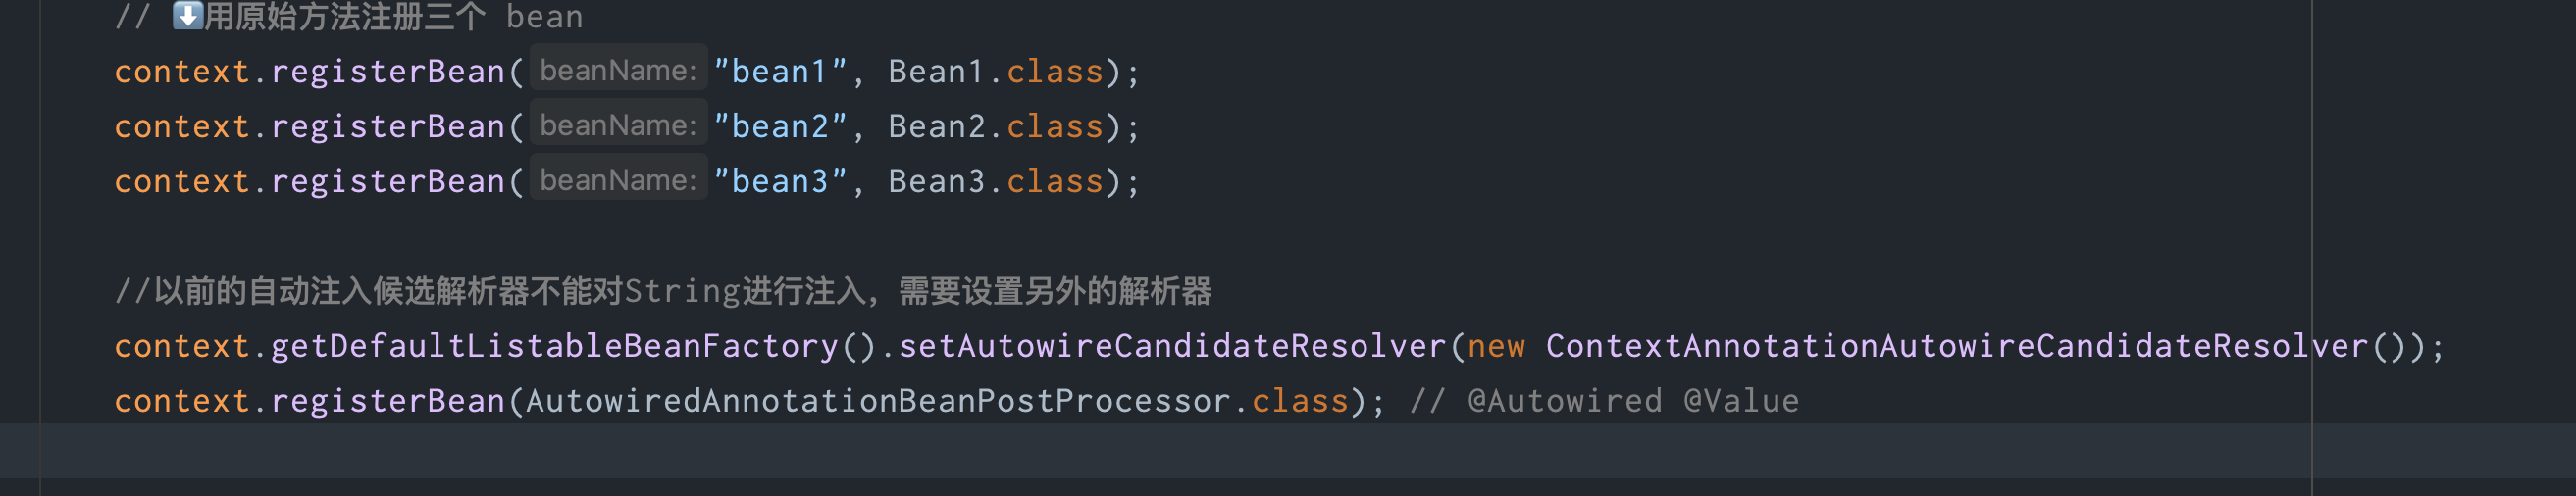 // ⬇️用原始方法注册三个 bean
context.registerBean( beanName: "bean1", Bean1.class);
context.registerBean( beanName: "bean2", Bean2.class);
context.registerBean( beanName: "bean3", Bean3.class);
//以前的自动注入候选解析器不能对String进行注入，需要设置另外的解析器
context.getDefaultListableBeanFactory().setAutowireCandidateResolver(new ContextAnnotationAutowireCandidateResolver());
context.registerBean(AutowiredAnnotationBeanPostProcessor.class); // @Autowired @Value